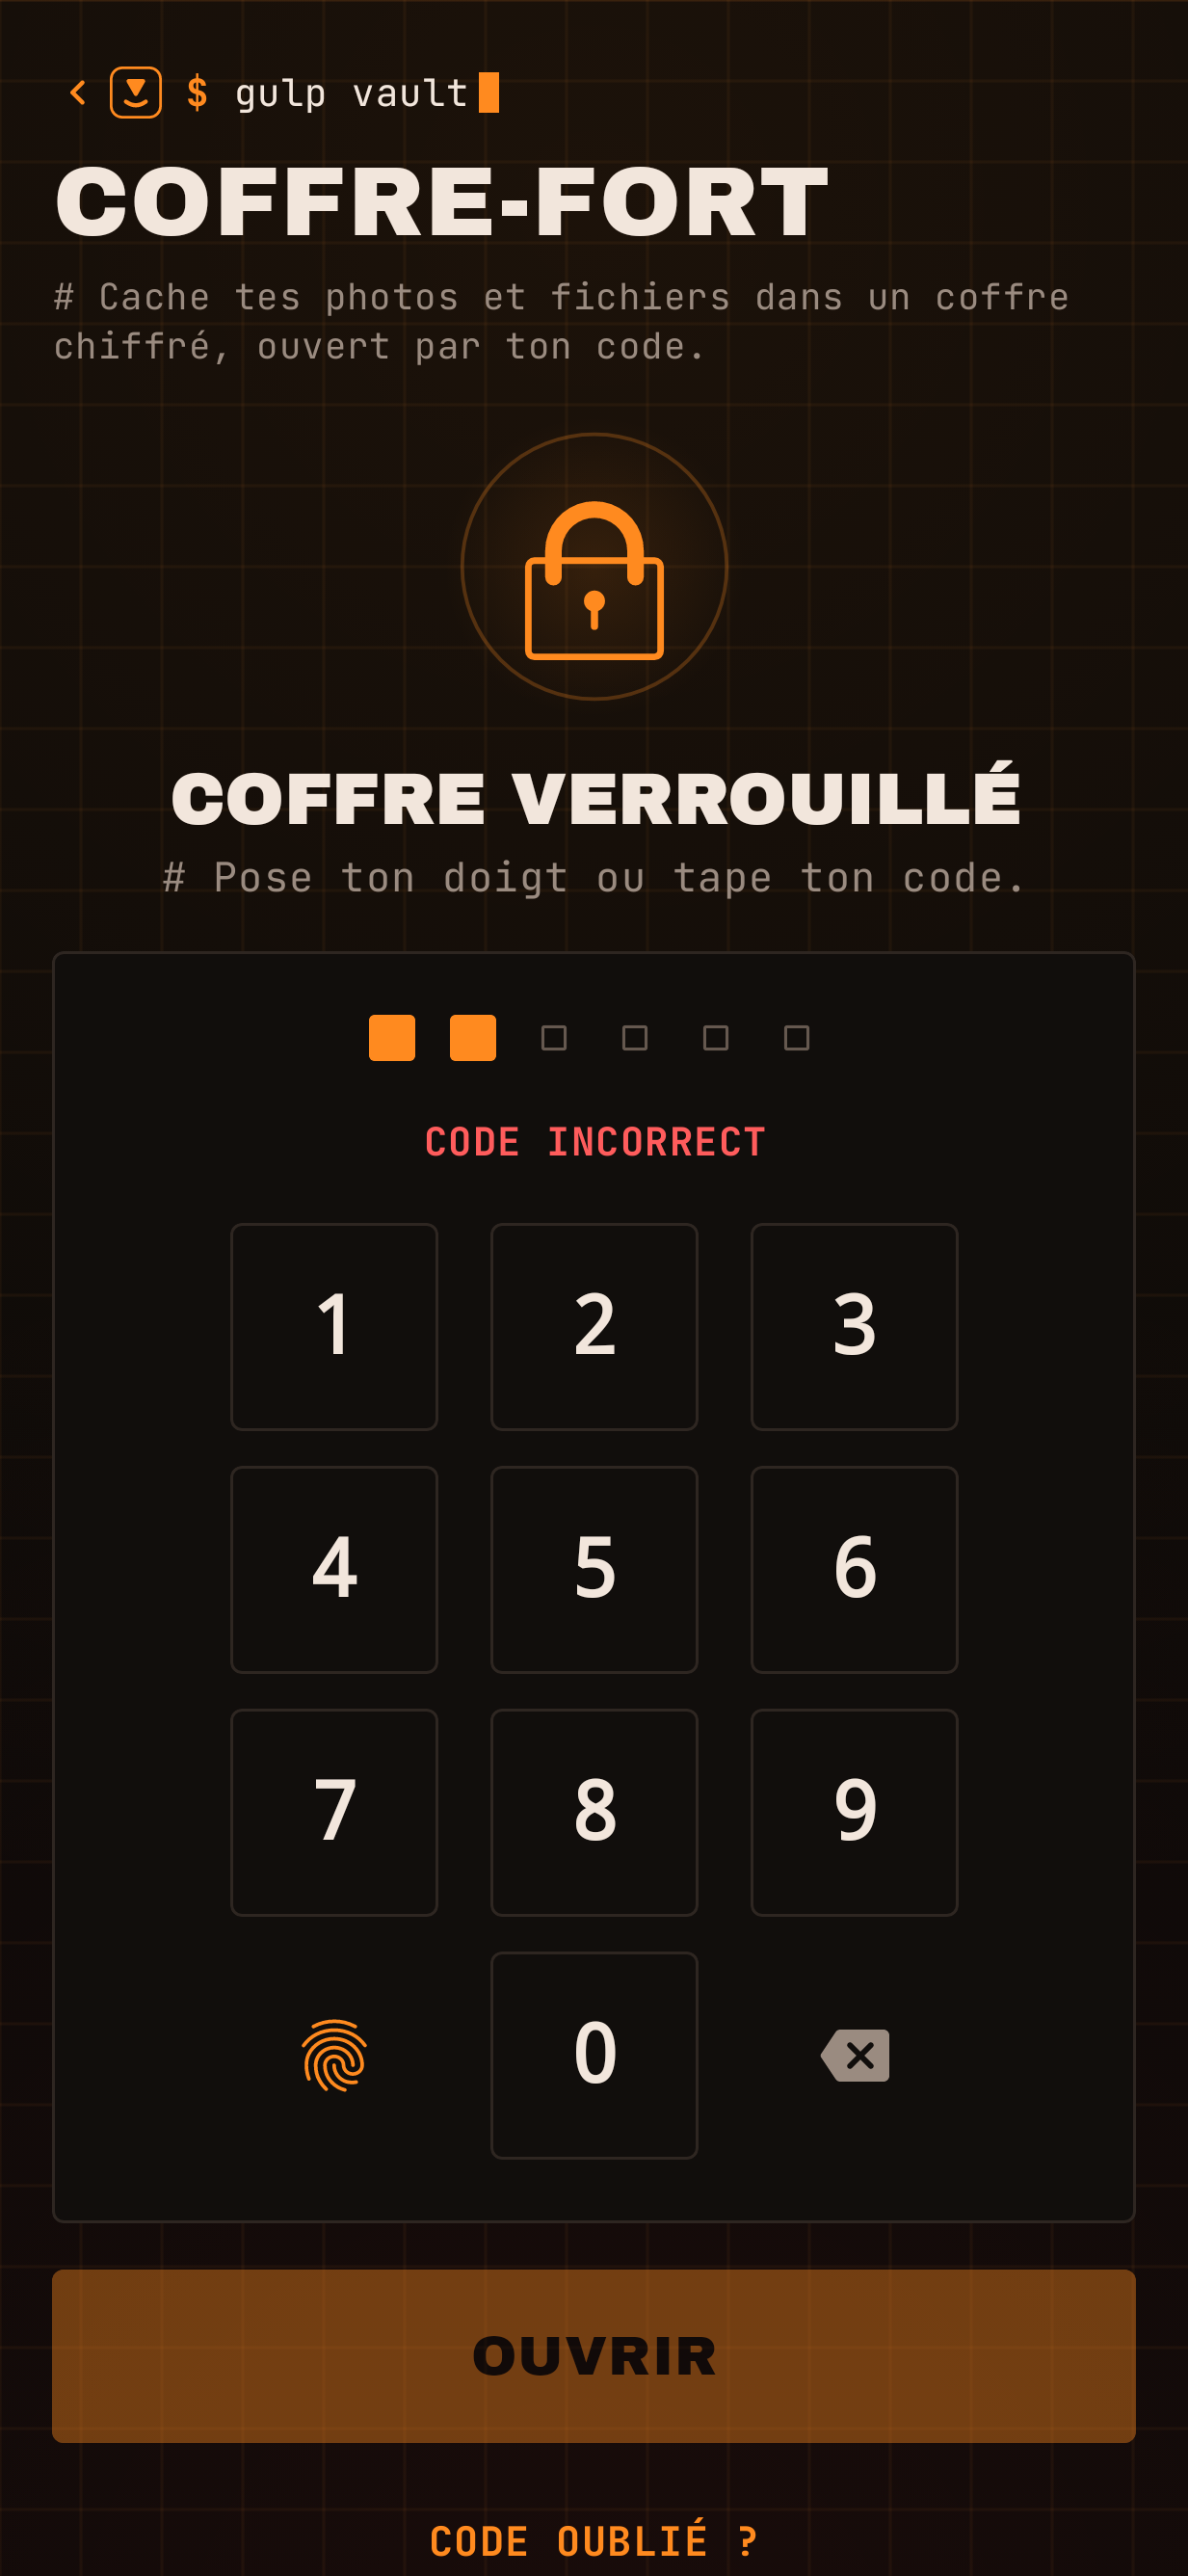 $ gulp vault
COFFRE-FORT
# Cache tes photos et fichiers dans un coffre
chiffré, ouvert par ton code.
COFFRE VERROUILLÉ
# Pose ton doigt ou tape ton code.
CODE INCORRECT
1 2 3
4 5 6
7 8 9
0
OUVRIR
CODE OUBLIÉ ?